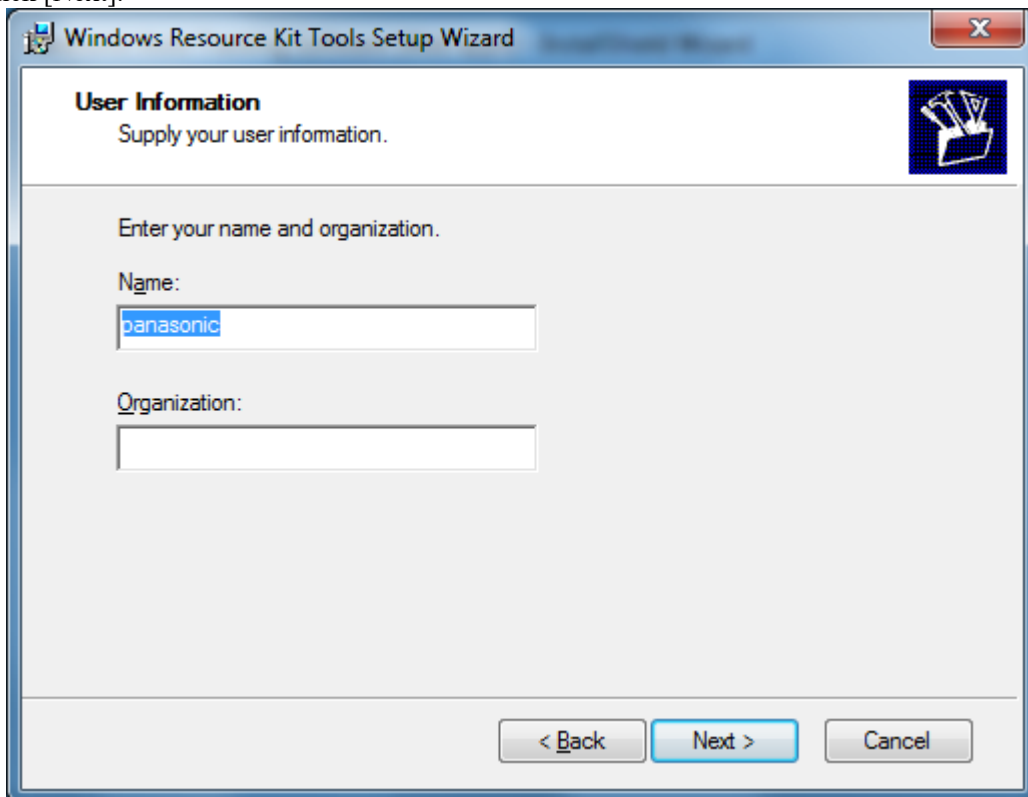 Windows Resource Kit Tools Setup Wizard
User Information
Supply your user information.
Enter your name and organization.
Name:
panasonic
Organization:
< Back
Next >
Cancel